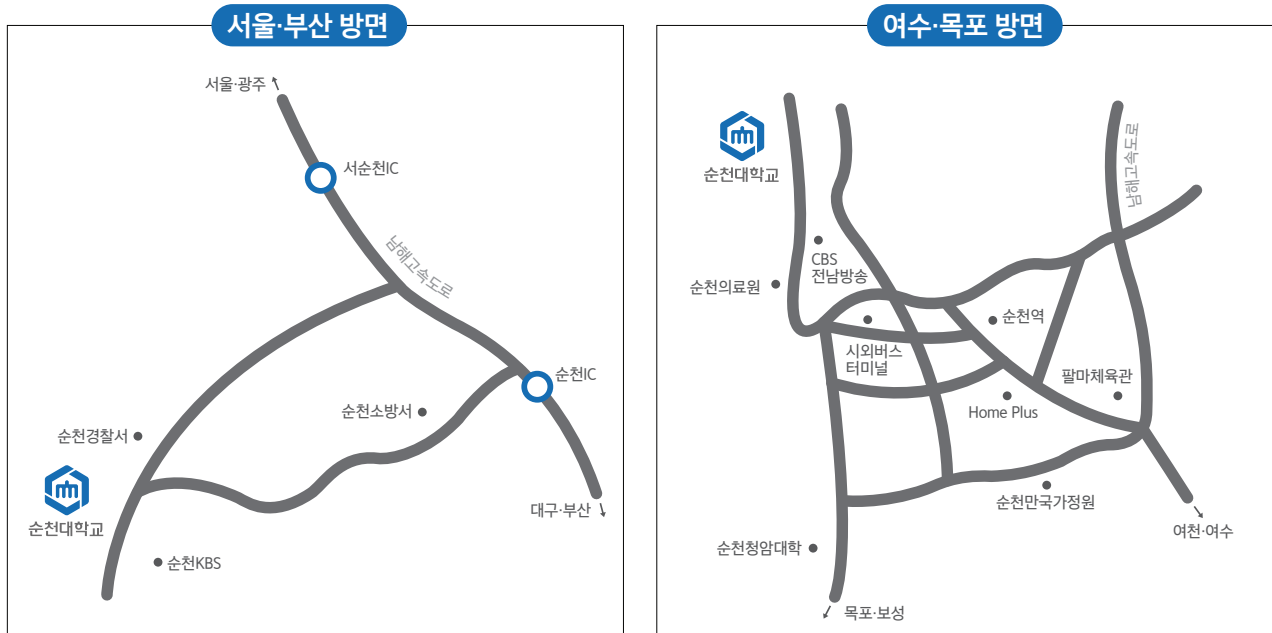 서울·부산 방면
서울·광주
서순천IC
남해고속도로
순천IC
순천소방서
순천경찰서
순천대학교
대구·부산
순천KBS
여수·목포 방면
남해고속도로
순천대학교
CBS
전남방송
순천의료원
순천역
시외버스
터미널
팔마체육관
Home Plus
순천만국가정원
여천·여수
순천청암대학
목포·보성